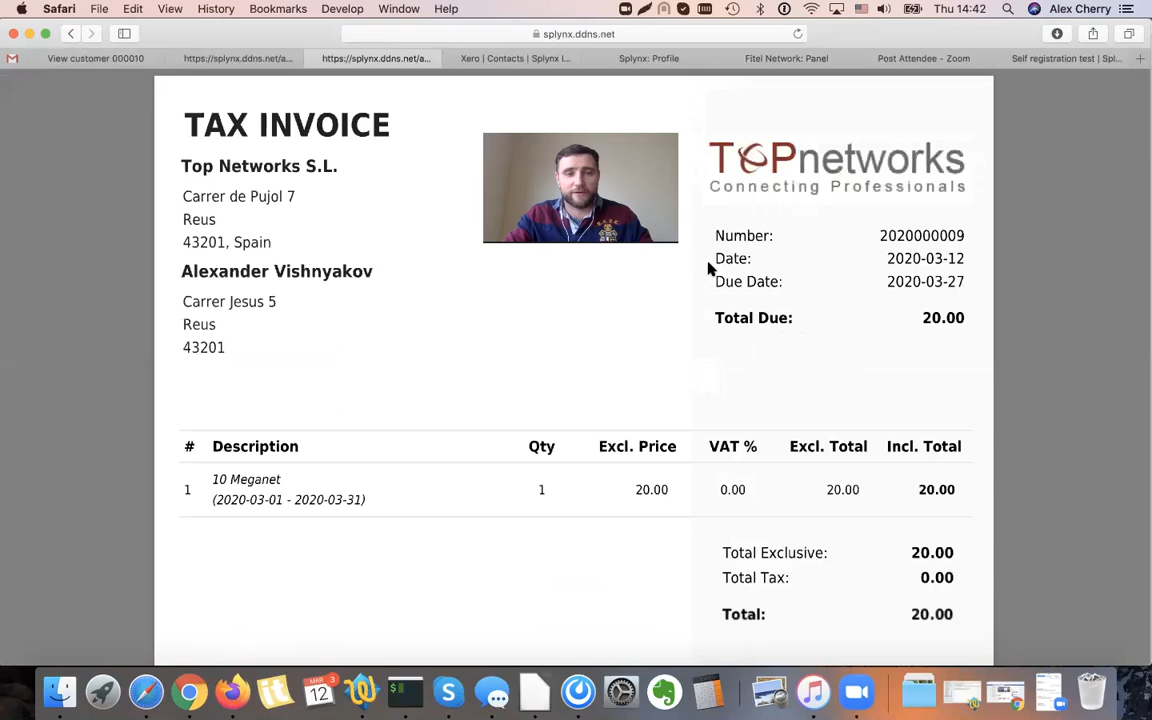 Safari File Edit View History Bookmarks Develop Window Help Thu 14:42 Alex Cherry
splynx.ddns.net
View customer 000010 https://splynx.ddns.net/a... https://splynx.ddns.net/a... Xero | Contacts | Splynx I... Splynx: Profile Fitel Network: Panel Post Attendee - Zoom Self registration test | Spl...
TAX INVOICE
Top Networks S.L.
Carrer de Pujol 7
Reus
43201, Spain
Alexander Vishnyakov
Carrer Jesus 5
Reus
43201
TOPnetworks
Connecting Professionals
Number: 2020000009
Date: 2020-03-12
Due Date: 2020-03-27
Total Due: 20.00
# Description Qty Excl. Price VAT % Excl. Total Incl. Total
1 10 Meganet 1 20.00 0.00 20.00 20.00
(2020-03-01 - 2020-03-31)
Total Exclusive: 20.00
Total Tax: 0.00
Total: 20.00
MAR 3
12